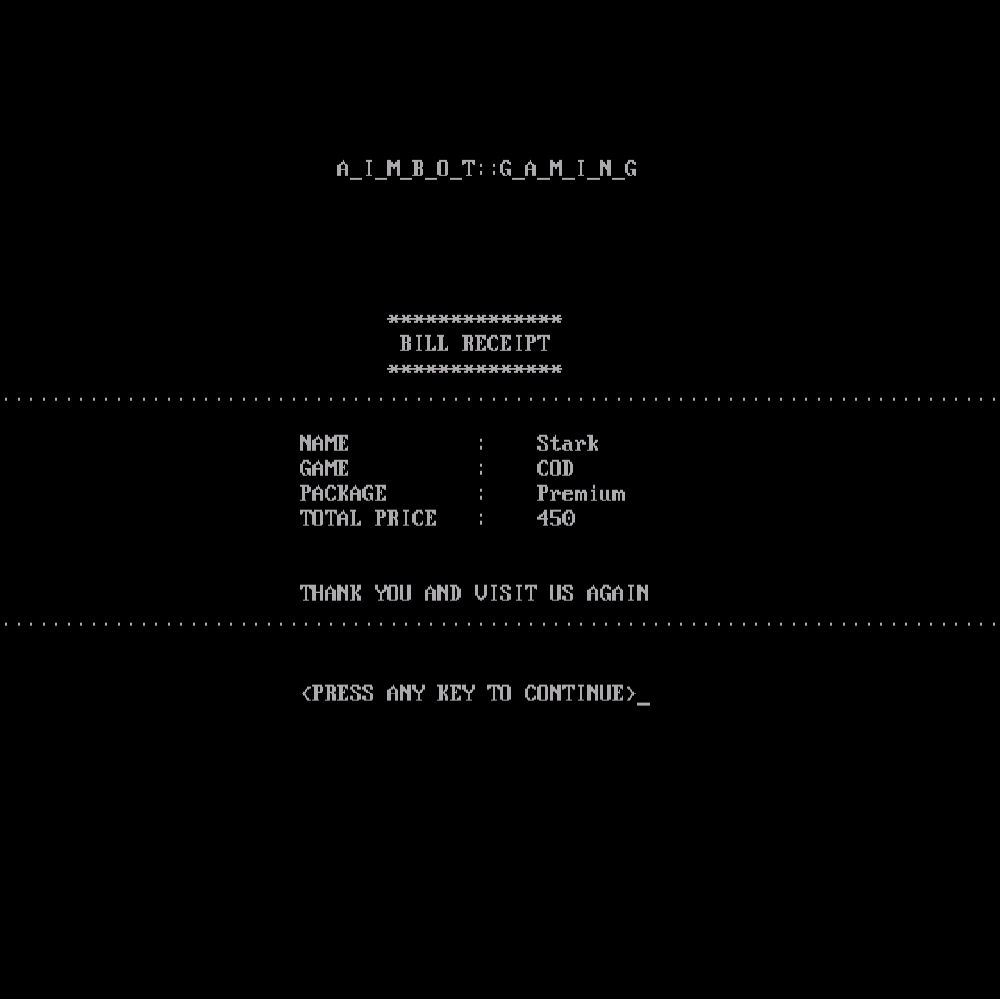 A_I_M_B_O_T::G_A_M_I_N_G
**************
BILL RECEIPT
**************
................................................................................
NAME : Stark
GAME : COD
PACKAGE : Premium
TOTAL PRICE : 450
THANK YOU AND VISIT US AGAIN
................................................................................
<PRESS ANY KEY TO CONTINUE>_